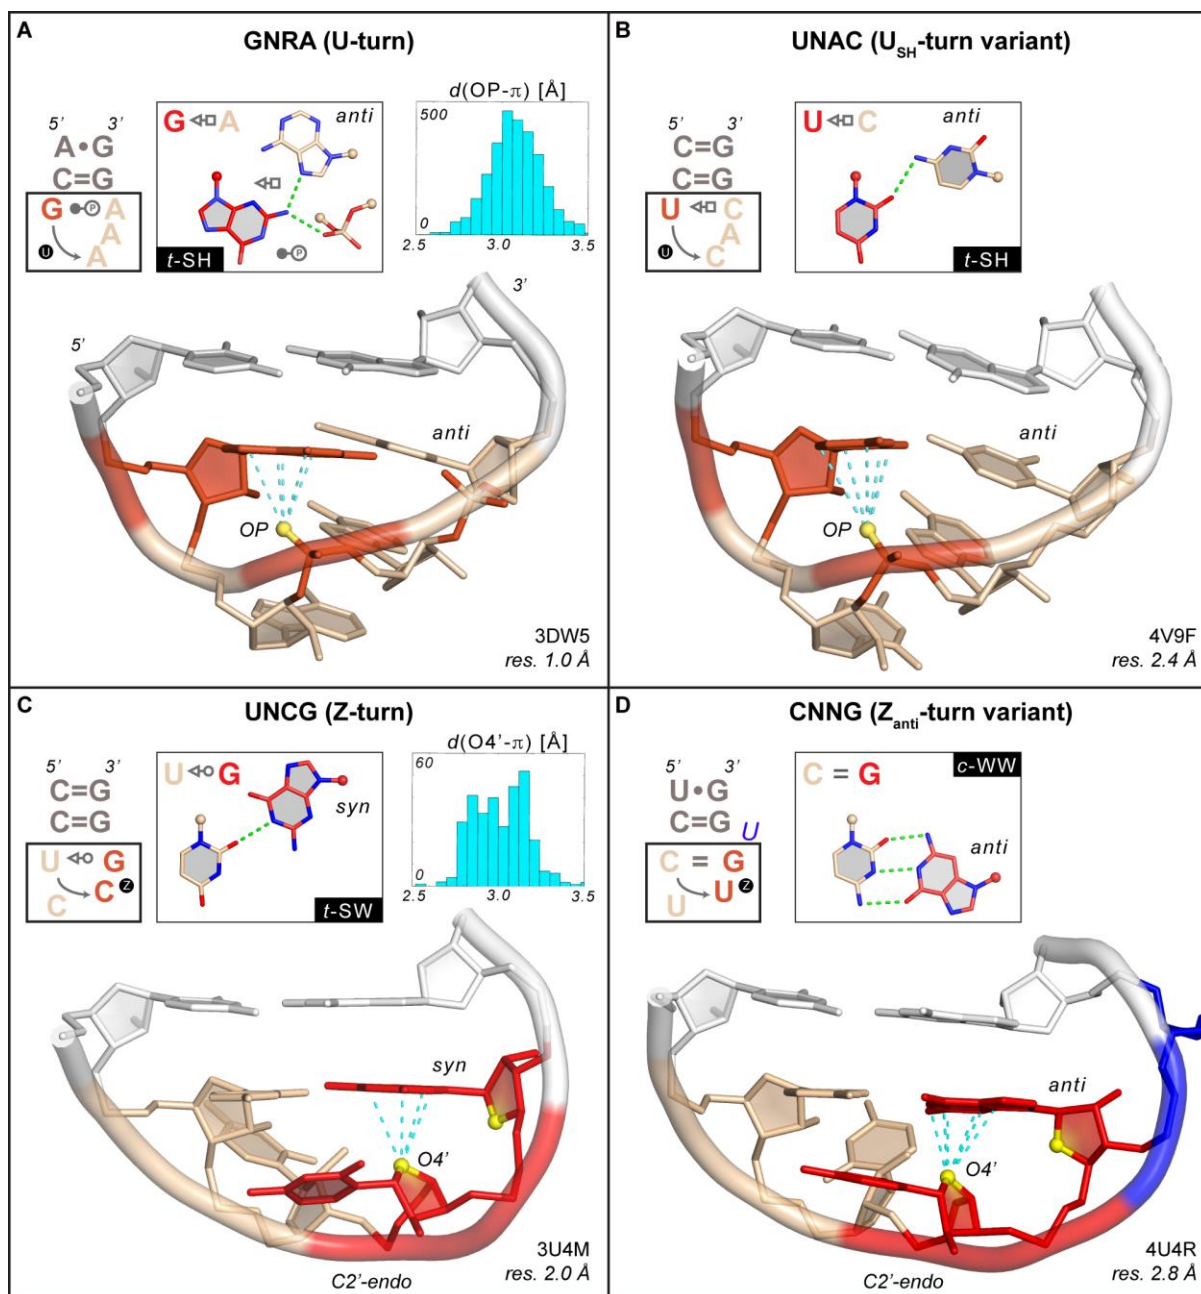 A
GNRA (U-turn)
5' 3'
A•G
C=G
G P A
A
U A
G A
anti
P
t-SH
d(OP-π) [Å]
500
0
2.5 3.0 3.5
5'
3'
anti
OP
3DW5
res. 1.0 Å
B
UNAC (USH-turn variant)
5' 3'
C=G
C=G
U C
A
U C
U C
anti
t-SH
anti
OP
4V9F
res. 2.4 Å
C
UNCG (Z-turn)
5' 3'
C=G
C=G
U G
C C Z
U G
syn
t-SW
d(O4'-π) [Å]
60
0
2.5 3.0 3.5
syn
O4'
C2'-endo
3U4M
res. 2.0 Å
D
CNNG (Zanti-turn variant)
5' 3'
U•G
C=G
U
C = G
U U Z
C = G
c-WW
anti
anti
O4'
C2'-endo
4U4R
res. 2.8 Å